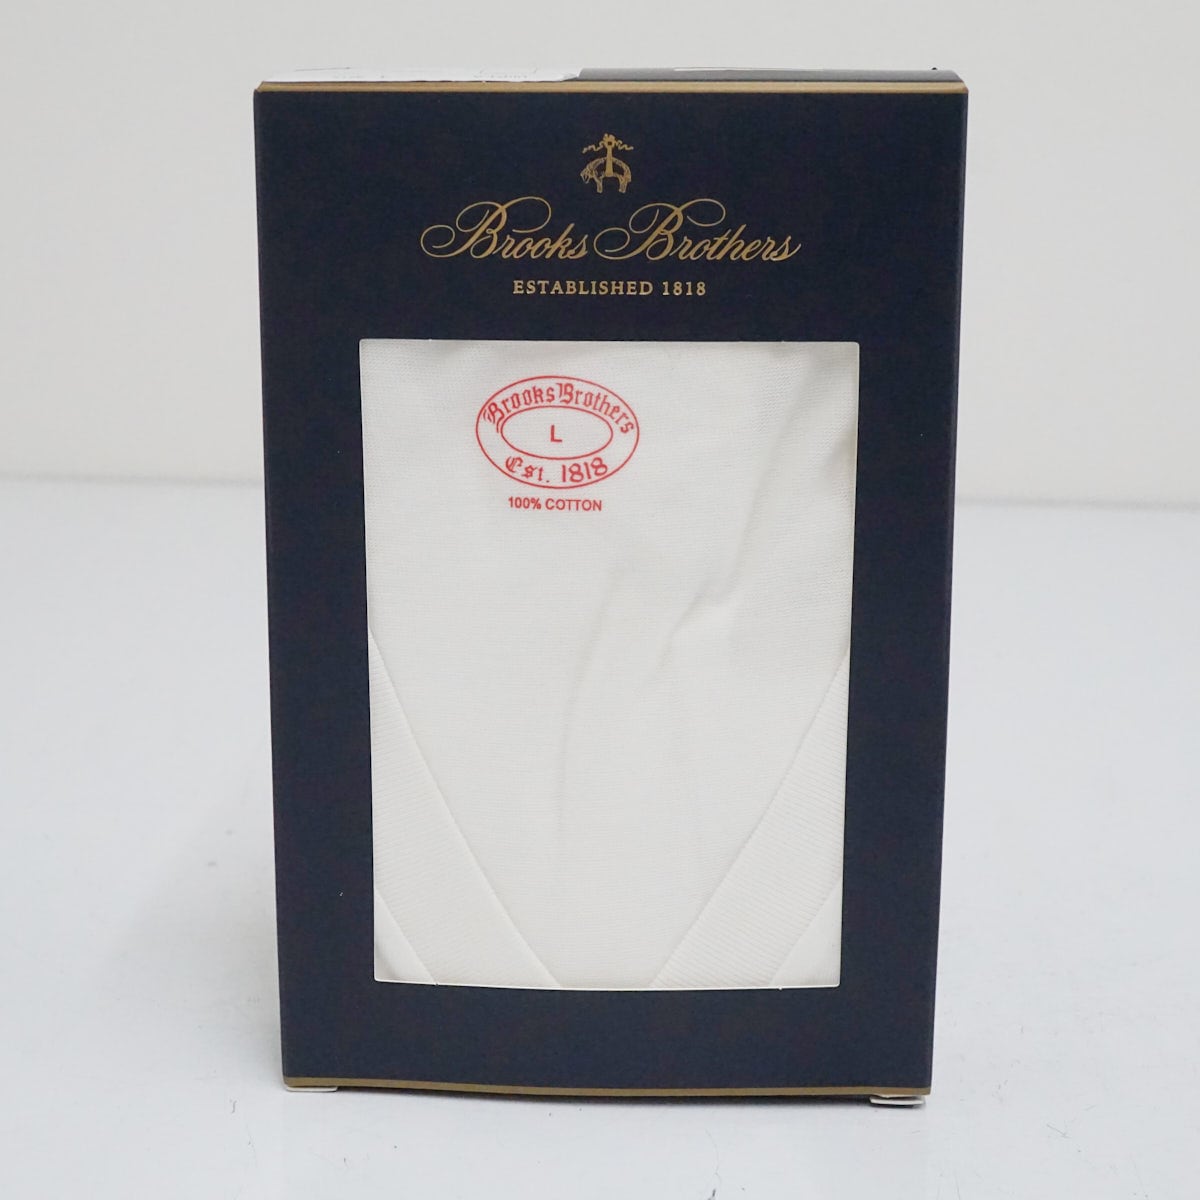 Brooks Brothers
ESTABLISHED 1818
Brooks Brothers
L
Est. 1818
100% COTTON